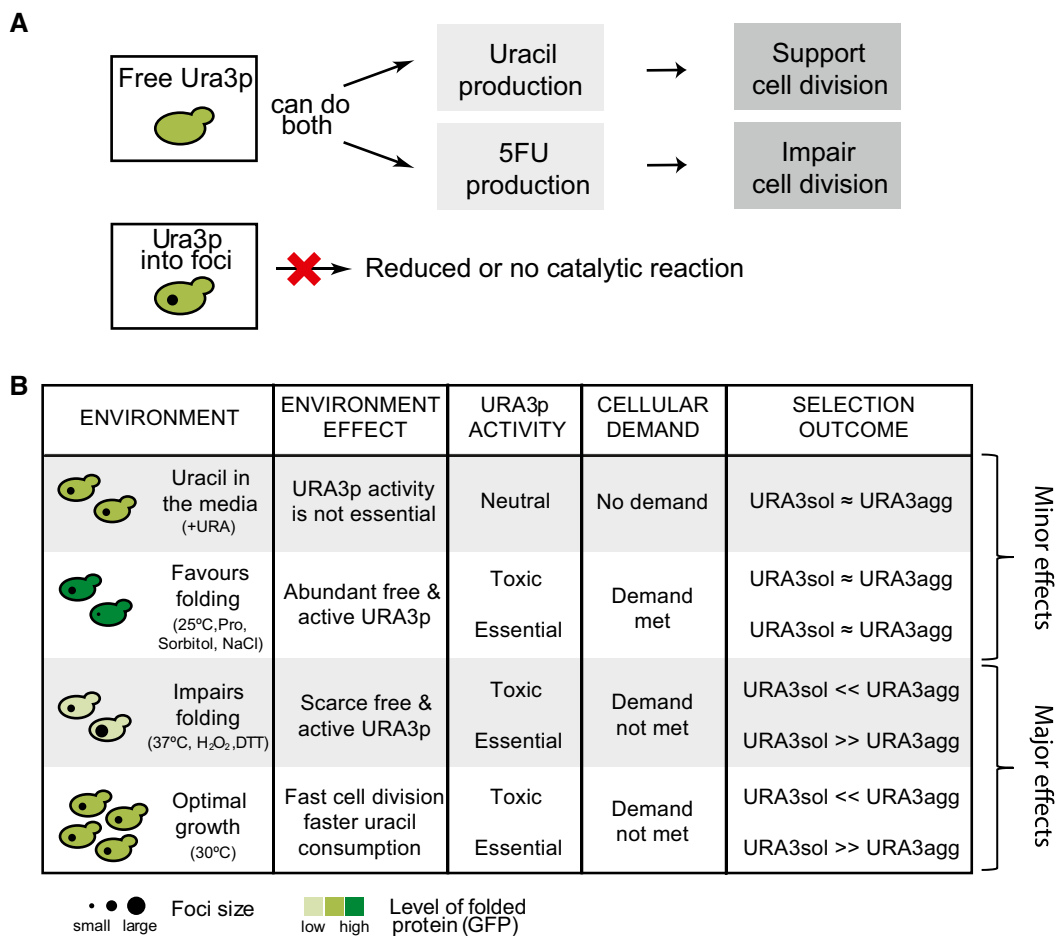 A
Free Ura3p
can do
both
Uracil
production
Support
cell division
5FU
production
Impair
cell division
Ura3p
into foci
Reduced or no catalytic reaction
B
ENVIRONMENT
ENVIRONMENT
EFFECT
URA3p
ACTIVITY
CELLULAR
DEMAND
SELECTION
OUTCOME
Uracil in
the media
(+URA)
URA3p activity
is not essential
Neutral
No demand
URA3sol ≈ URA3agg
Favours
folding
(25ºC,Pro,
Sorbitol, NaCl)
Abundant free &
active URA3p
Toxic
Essential
Demand
met
URA3sol ≈ URA3agg
URA3sol ≈ URA3agg
Minor effects
Impairs
folding
(37ºC, H₂O₂,DTT)
Scarce free &
active URA3p
Toxic
Essential
Demand
not met
URA3sol << URA3agg
URA3sol >> URA3agg
Optimal
growth
(30ºC)
Fast cell division
faster uracil
consumption
Toxic
Essential
Demand
not met
URA3sol << URA3agg
URA3sol >> URA3agg
Major effects
small large
Foci size
low high
Level of folded
protein (GFP)